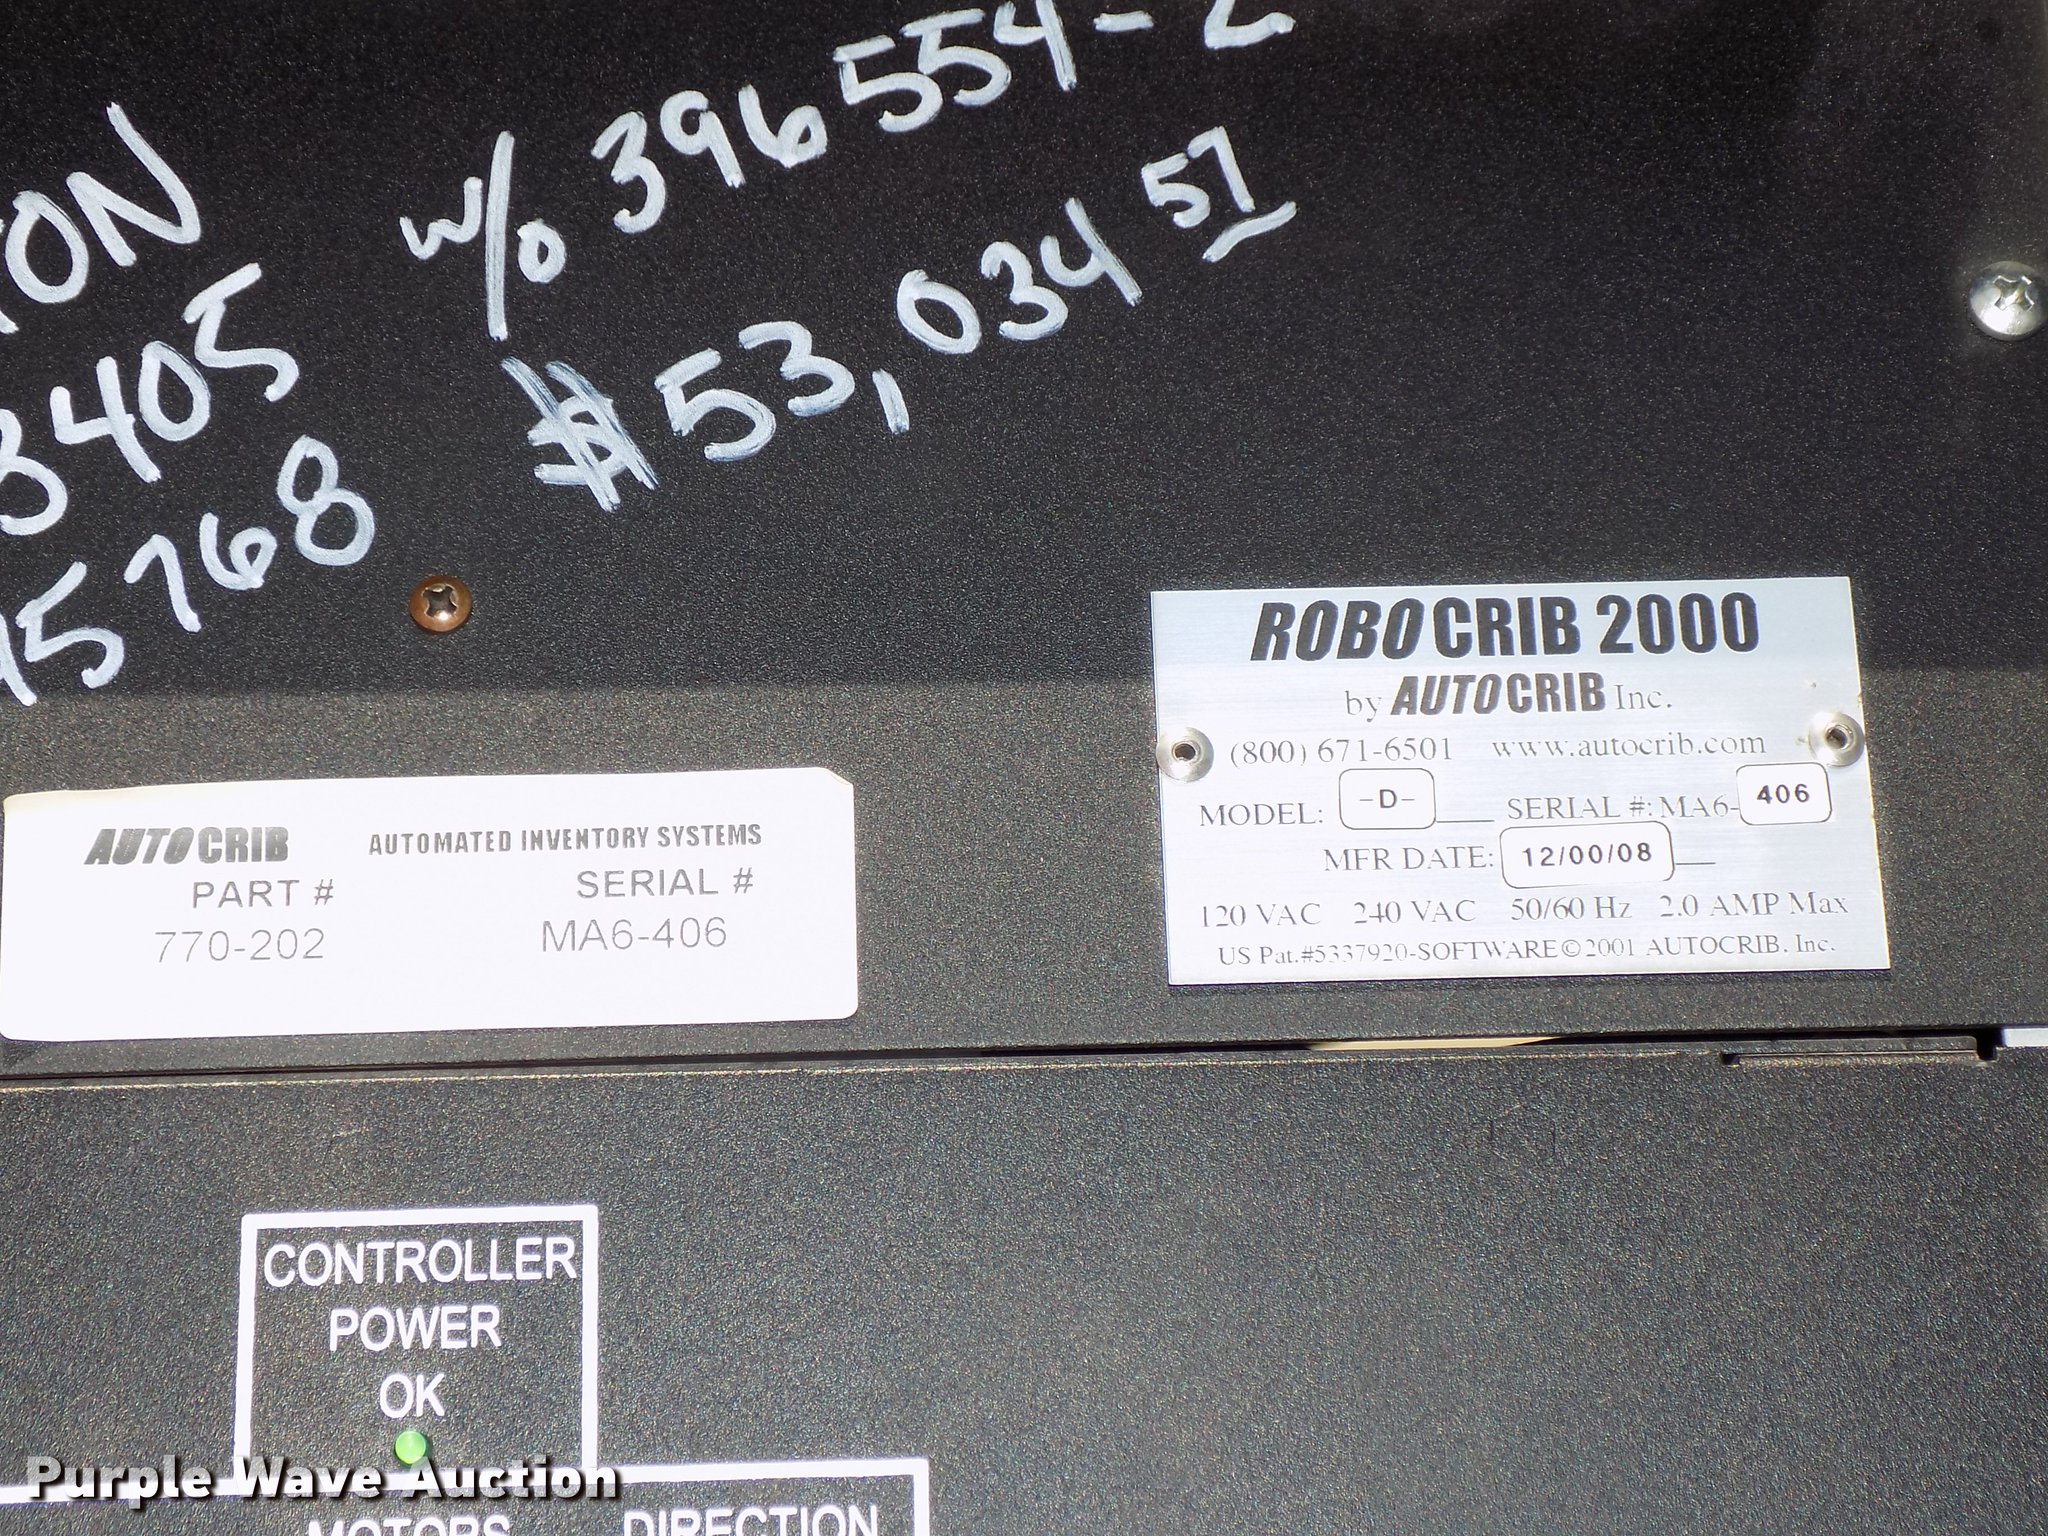 w/o 396554-2
$53,034 57
ON
3405
5768
ROBOCRIB 2000
by AUTOCRIB Inc.
(800) 671-6501 www.autocrib.com
MODEL: -D- SERIAL #: MA6-406
MFR DATE: 12/00/08
120 VAC 240 VAC 50/60 Hz 2.0 AMP Max
US Pat.#5337920-SOFTWARE©2001 AUTOCRIB, Inc.
AUTOCRIB AUTOMATED INVENTORY SYSTEMS
PART # SERIAL #
770-202 MA6-406
CONTROLLER
POWER
OK
MOTORS DIRECTION
Purple Wave Auction